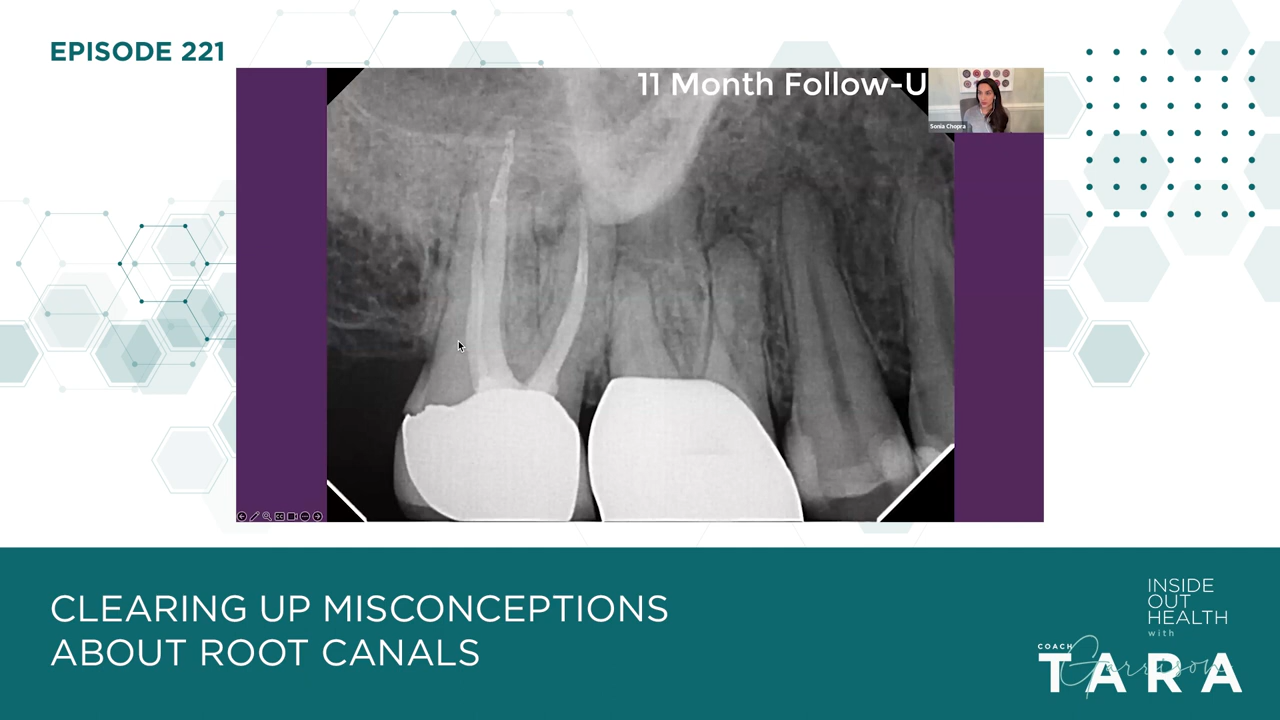 EPISODE 221
11 Month Follow-U
Sonia Chopra
CLEARING UP MISCONCEPTIONS
ABOUT ROOT CANALS
INSIDE
OUT
HEALTH
with
COACH
Garrison
TARA